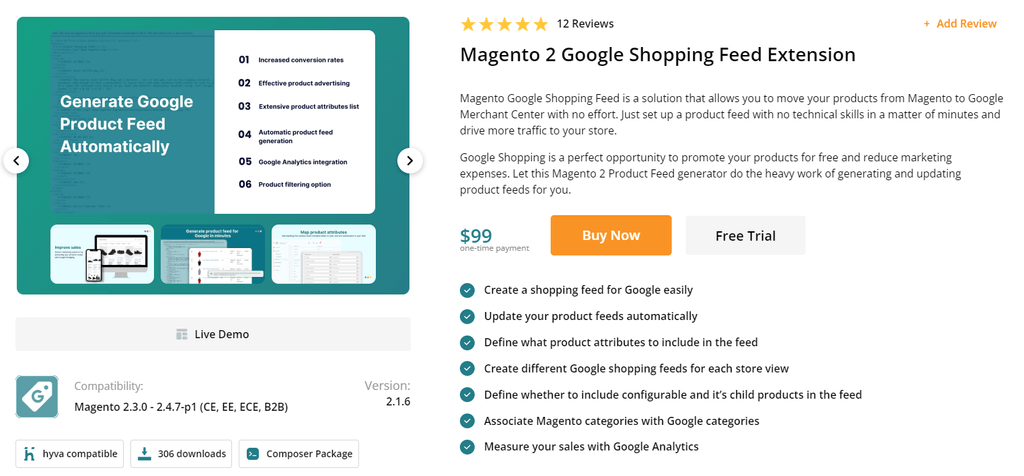 Generate Google
Product Feed
Automatically
01 Increased conversion rates
02 Effective product advertising
03 Extensive product attributes list
04 Automatic product feed
generation
05 Google Analytics integration
06 Product filtering option
Improve sales
Generate product feed for
Google in minutes
Map product attributes
Live Demo
Compatibility:
Magento 2.3.0 - 2.4.7-p1 (CE, EE, ECE, B2B)
Version:
2.1.6
hyva compatible
306 downloads
Composer Package
12 Reviews
+ Add Review
Magento 2 Google Shopping Feed Extension
Magento Google Shopping Feed is a solution that allows you to move your products from Magento to Google
Merchant Center with no effort. Just set up a product feed with no technical skills in a matter of minutes and
drive more traffic to your store.
Google Shopping is a perfect opportunity to promote your products for free and reduce marketing
expenses. Let this Magento 2 Product Feed generator do the heavy work of generating and updating
product feeds for you.
$99
one-time payment
Buy Now
Free Trial
Create a shopping feed for Google easily
Update your product feeds automatically
Define what product attributes to include in the feed
Create different Google shopping feeds for each store view
Define whether to include configurable and it's child products in the feed
Associate Magento categories with Google categories
Measure your sales with Google Analytics